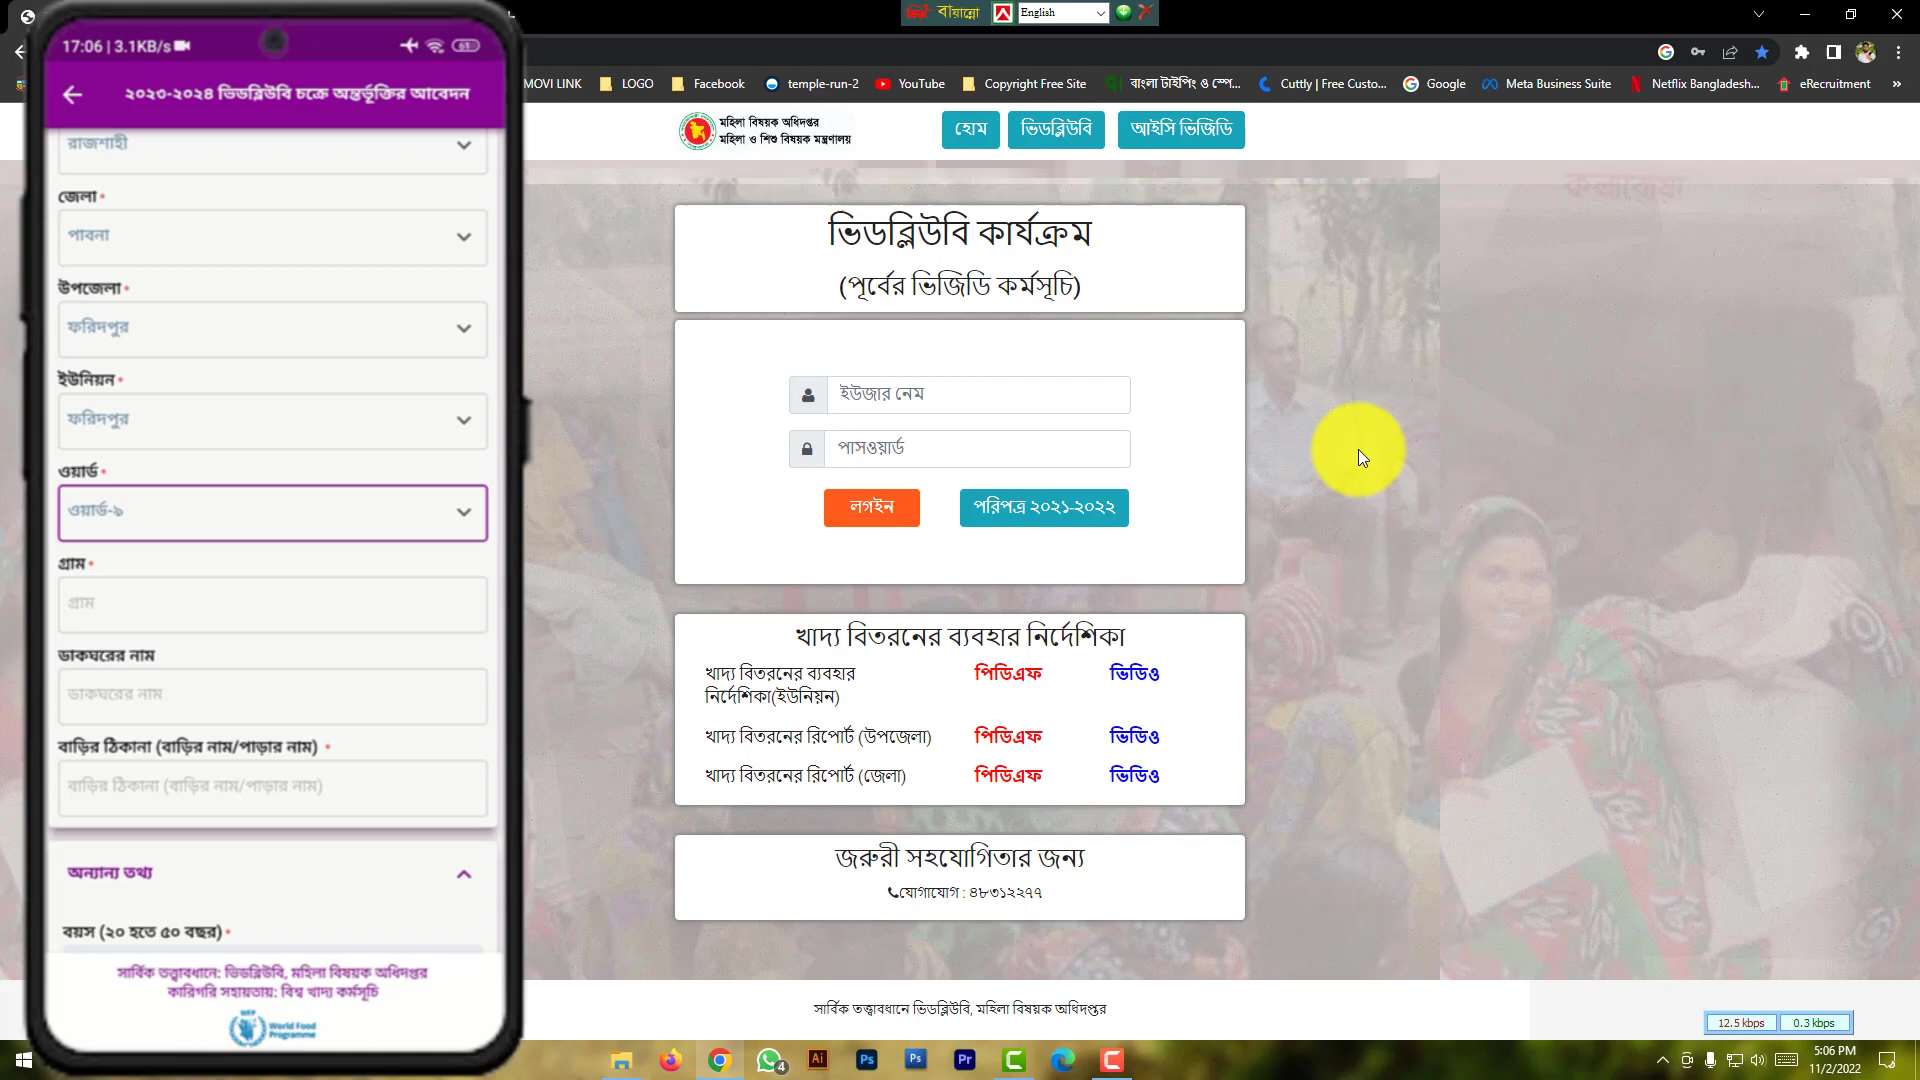 17:06 | 3.1KB/s
২০২৩-২০২৪ ভিডব্লিউবি চক্রে অন্তর্ভূক্তির আবেদন
রাজশাহী
জেলা *
পাবনা
উপজেলা *
ফরিদপুর
ইউনিয়ন *
ফরিদপুর
ওয়ার্ড *
ওয়ার্ড-৯
গ্রাম *
গ্রাম
ডাকঘরের নাম
ডাকঘরের নাম
বাড়ির ঠিকানা (বাড়ির নাম/পাড়ার নাম) *
বাড়ির ঠিকানা (বাড়ির নাম/পাড়ার নাম)
অন্যান্য তথ্য
বয়স (২০ হতে ৫০ বছর) *
সার্বিক তত্ত্বাবধানে: ভিডব্লিউবি, মহিলা বিষয়ক অধিদপ্তর
কারিগরি সহায়তায়: বিশ্ব খাদ্য কর্মসূচি
WFP
World Food
Programme
বায়ান্নো
English
MOVI LINK
LOGO
Facebook
temple-run-2
YouTube
Copyright Free Site
বাংলা টাইপিং ও স্পে...
Cuttly | Free Custo...
Google
Meta Business Suite
Netflix Bangladesh...
eRecruitment
»
মহিলা বিষয়ক অধিদপ্তর
মহিলা ও শিশু বিষয়ক মন্ত্রণালয়
হোম
ভিডব্লিউবি
আইসি ভিজিডি
ভিডব্লিউবি কার্যক্রম
(পূর্বের ভিজিডি কর্মসূচি)
ইউজার নেম
পাসওয়ার্ড
লগইন
পরিপত্র ২০২১-২০২২
খাদ্য বিতরনের ব্যবহার নির্দেশিকা
খাদ্য বিতরনের ব্যবহার নির্দেশিকা(ইউনিয়ন) পিডিএফ ভিডিও
খাদ্য বিতরনের রিপোর্ট (উপজেলা) পিডিএফ ভিডিও
খাদ্য বিতরনের রিপোর্ট (জেলা) পিডিএফ ভিডিও
জরুরী সহযোগিতার জন্য
যোগাযোগ : ৪৮৩১২২৭৭
সার্বিক তত্ত্বাবধানে ভিডব্লিউবি, মহিলা বিষয়ক অধিদপ্তর
12.5 kbps
0.3 kbps
4
Ai
Ps
Ps
Pr
5:06 PM
11/2/2022